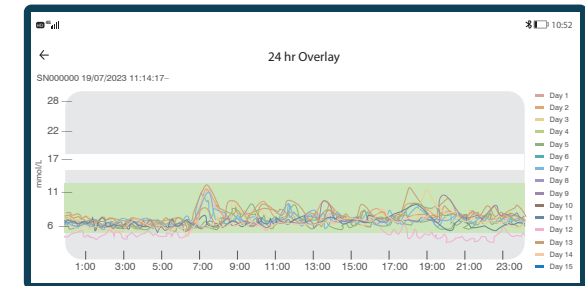 HD 4G 10:52
24 hr Overlay
SN000000 19/07/2023 11:14:17-
28
22
17
11
6
mmol/L
1:00 3:00 5:00 7:00 9:00 11:00 13:00 15:00 17:00 19:00 21:00 23:00
Day 1
Day 2
Day 3
Day 4
Day 5
Day 6
Day 7
Day 8
Day 9
Day 10
Day 11
Day 12
Day 13
Day 14
Day 15